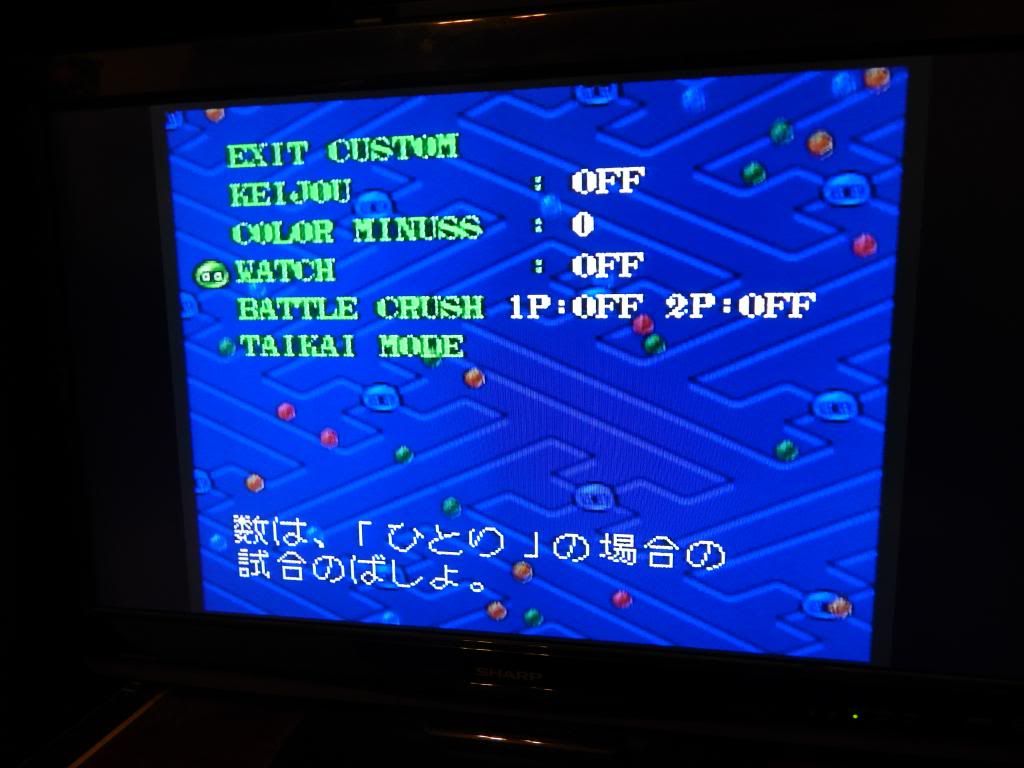 EXIT CUSTOM
KEIJOU : OFF
COLOR MINUSS : 0
WATCH : OFF
BATTLE CRUSH 1P:OFF 2P:OFF
TAIKAI MODE
数は、「ひとり」の場合の
試合のばしょ。
SHARP